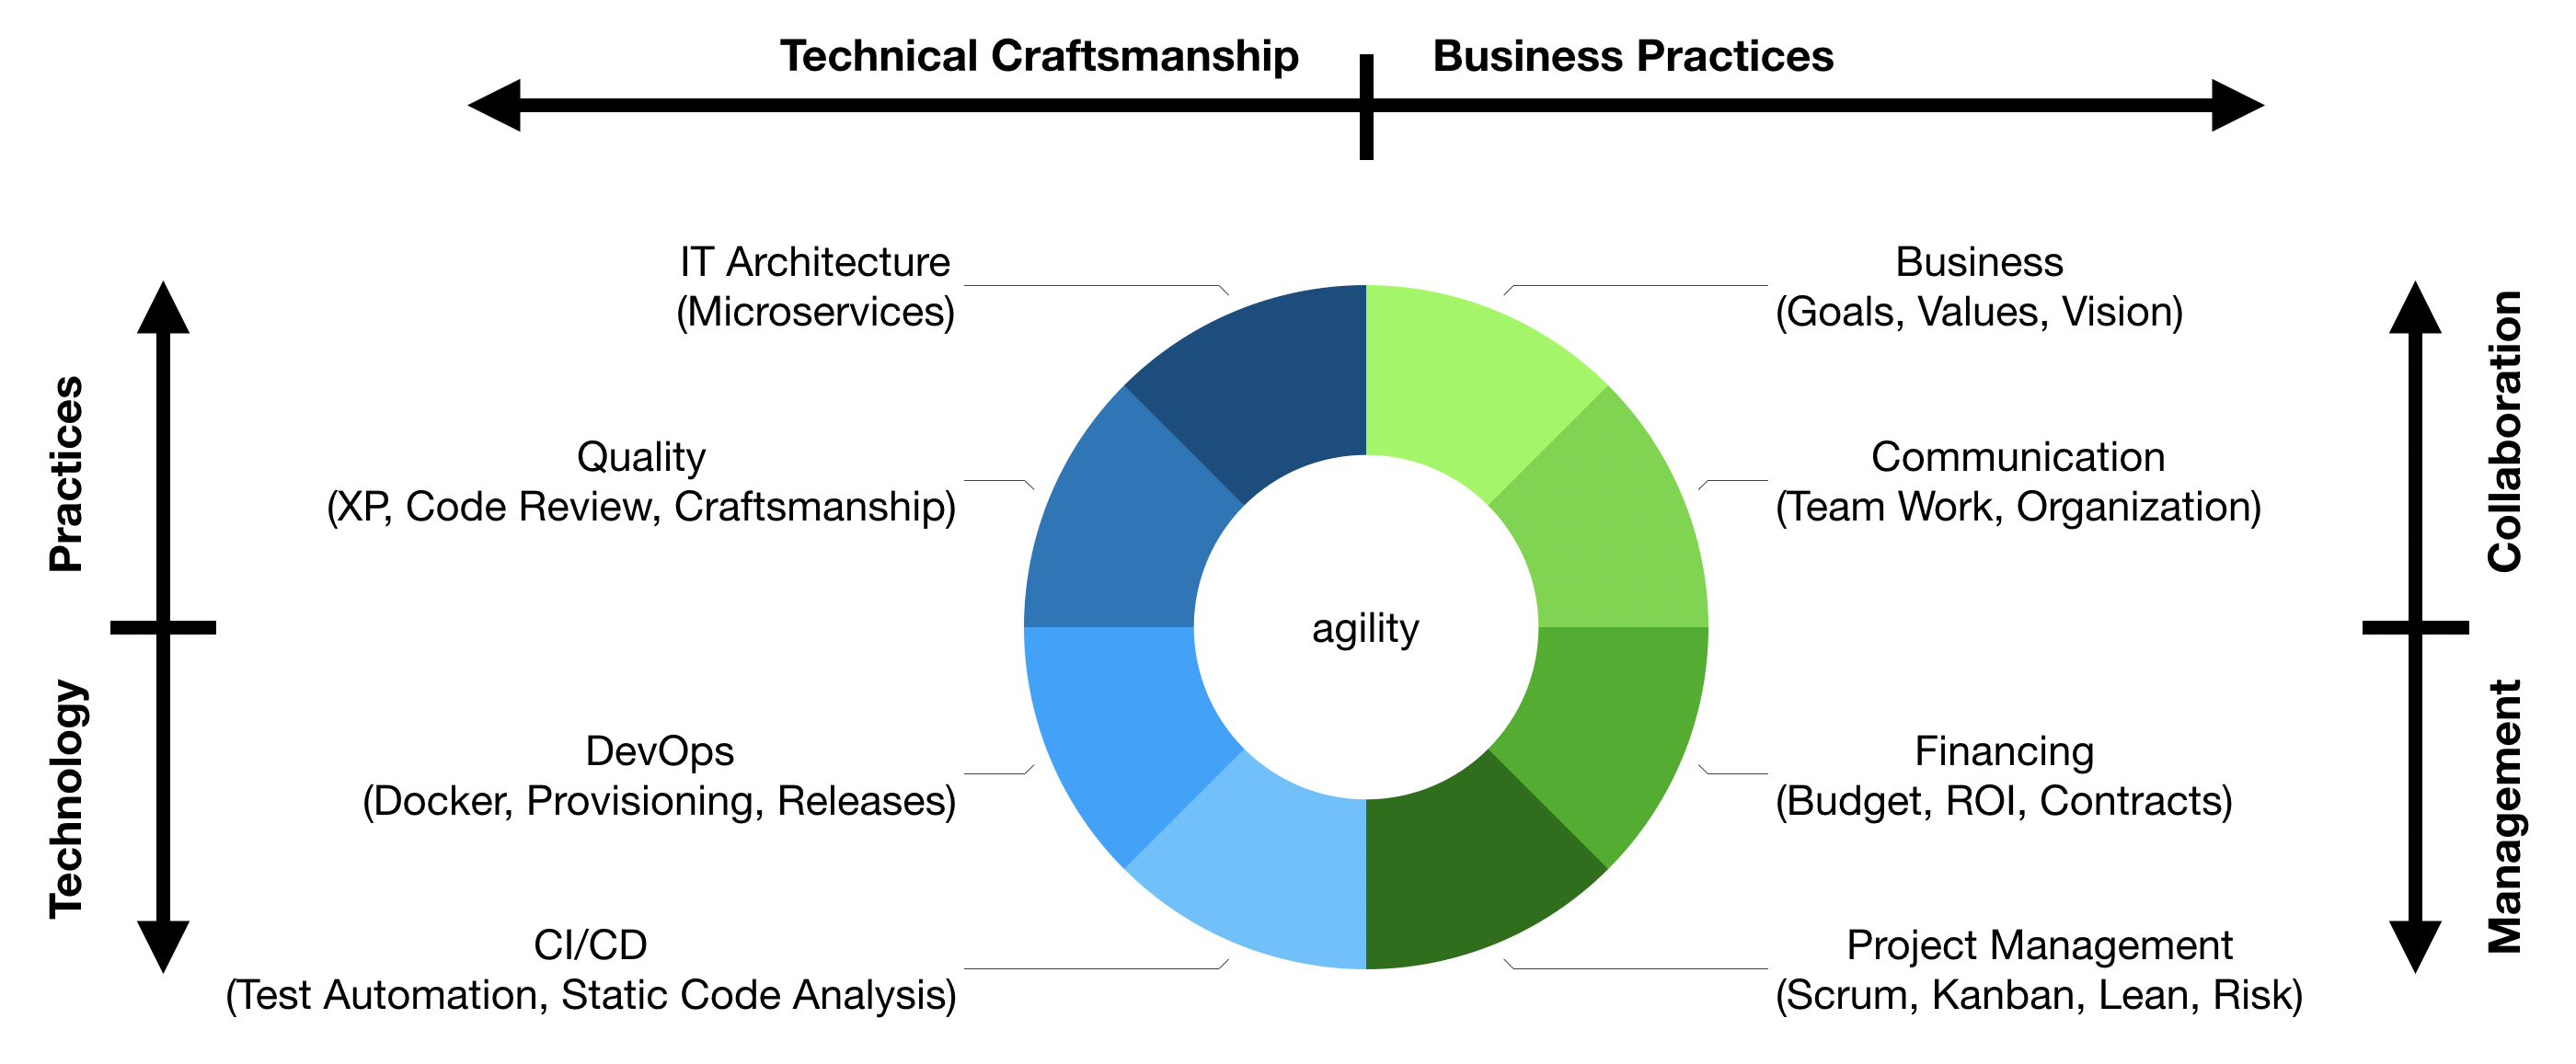 Technical Craftsmanship
Business Practices
IT Architecture
(Microservices)
Business
(Goals, Values, Vision)
Practices
Quality
(XP, Code Review, Craftsmanship)
Communication
(Team Work, Organization)
Collaboration
agility
Technology
DevOps
(Docker, Provisioning, Releases)
Financing
(Budget, ROI, Contracts)
Management
CI/CD
(Test Automation, Static Code Analysis)
Project Management
(Scrum, Kanban, Lean, Risk)